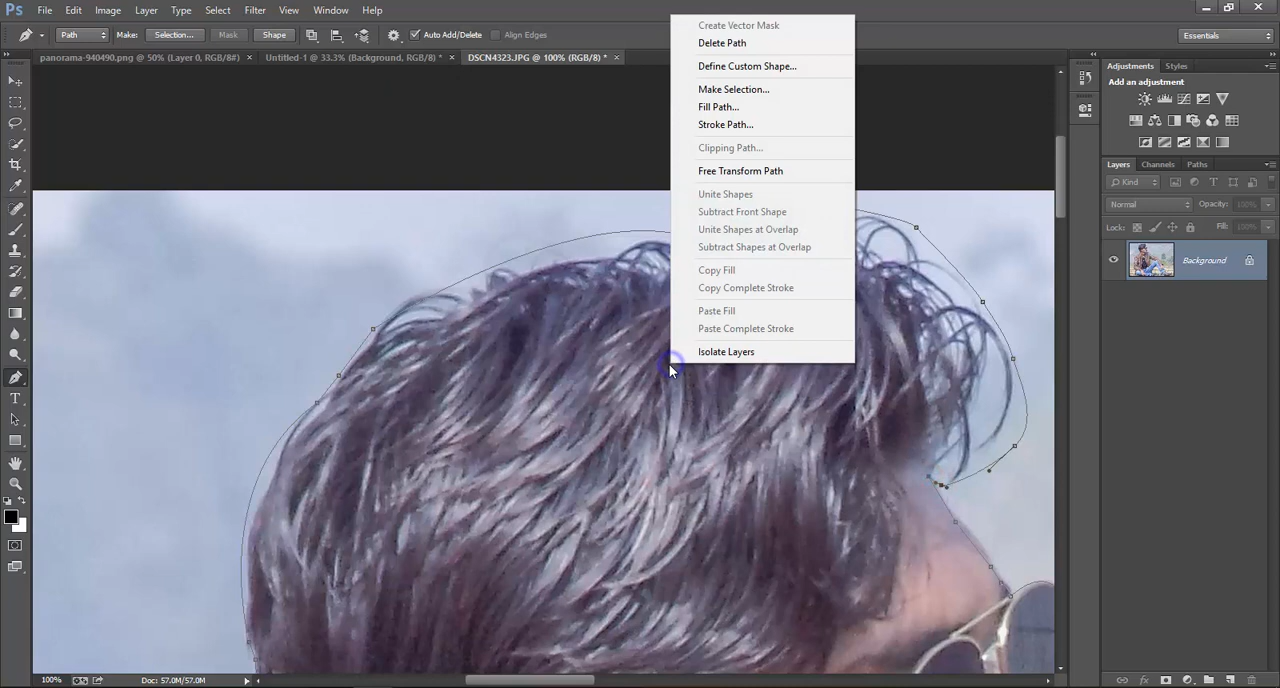 Ps File Edit Image Layer Type Select Filter View Window Help
Path Make: Selection... Mask Shape Auto Add/Delete Align Edges Essentials
panorama-940490.png @ 50% (Layer 0, RGB/8#) × Untitled-1 @ 33.3% (Background, RGB/8) * × DSCN4323.JPG @ 100% (RGB/8) * ×
Create Vector Mask
Delete Path
Define Custom Shape...
Make Selection...
Fill Path...
Stroke Path...
Clipping Path...
Free Transform Path
Unite Shapes
Subtract Front Shape
Unite Shapes at Overlap
Subtract Shapes at Overlap
Copy Fill
Copy Complete Stroke
Paste Fill
Paste Complete Stroke
Isolate Layers
Adjustments Styles
Add an adjustment
Layers Channels Paths
Kind
Normal Opacity: 100%
Lock: Fill: 100%
Background
100% Doc: 57.0M/57.0M